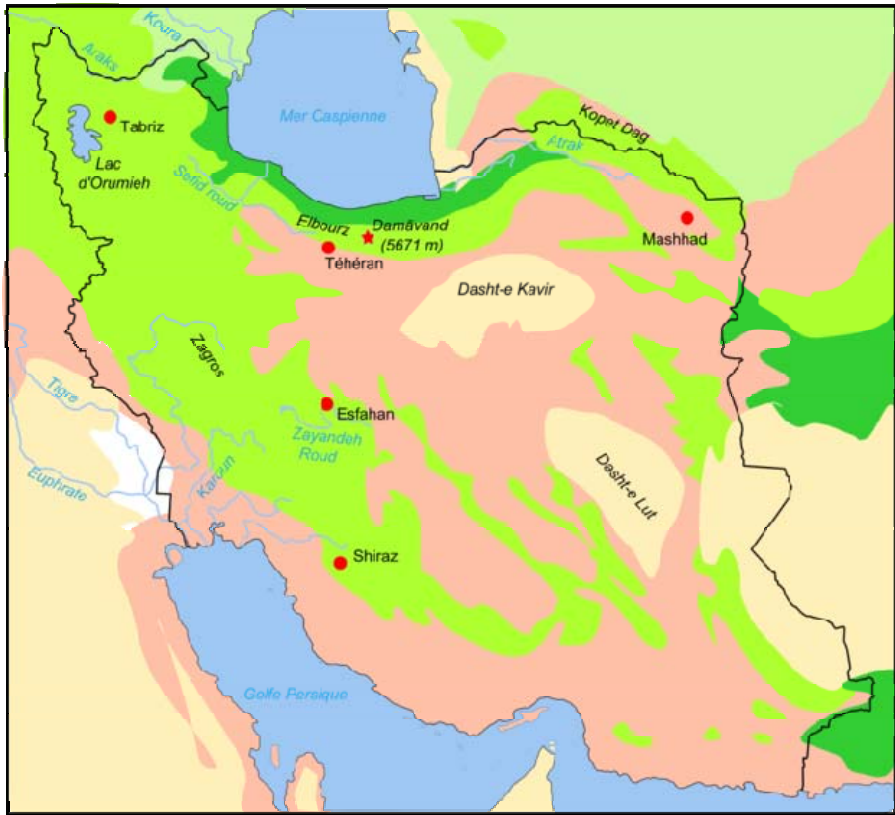 Koura
Araks
Mer Caspienne
Kopet Dag
Tabriz
Atrak
Lac
d'Orumieh
Sefid roud
Elbourz
Damāvand
(5671 m)
Mashhad
Téhéran
Dasht-e Kavir
Zagros
Tigre
Esfahan
Zayandeh
Roud
Karoun
Euphrate
Dasht-e Lut
Shiraz
Golfe Persique